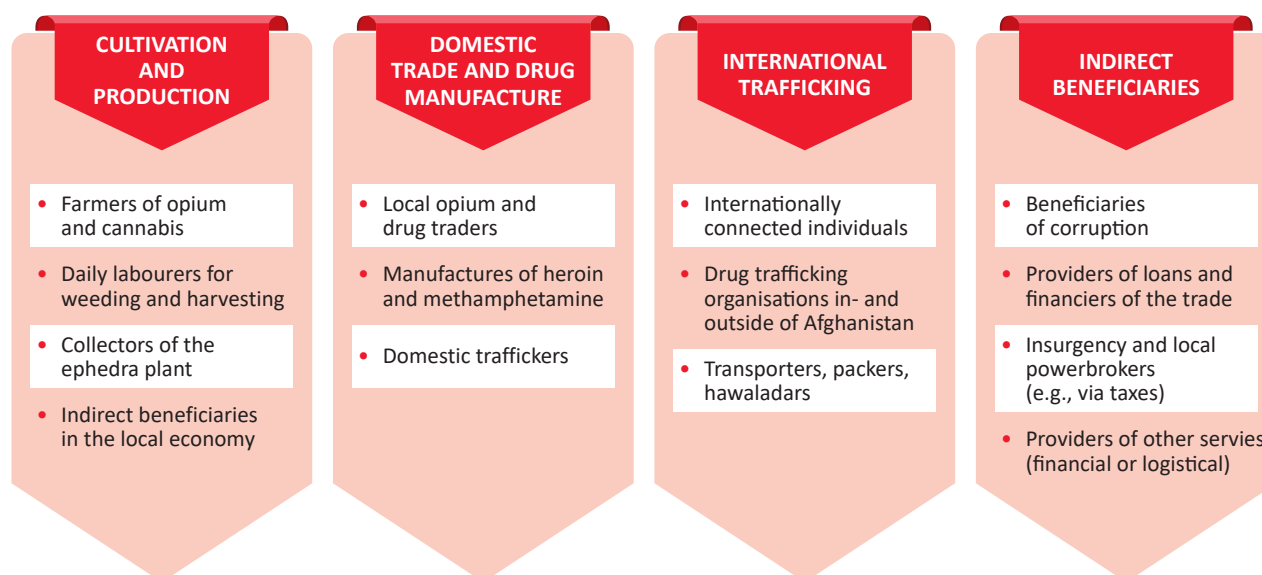 CULTIVATION
AND
PRODUCTION
• Farmers of opium
and cannabis
• Daily labourers for
weeding and harvesting
• Collectors of the
ephedra plant
• Indirect beneficiaries
in the local economy
DOMESTIC
TRADE AND DRUG
MANUFACTURE
• Local opium and
drug traders
• Manufactures of heroin
and methamphetamine
• Domestic traffickers
INTERNATIONAL
TRAFFICKING
• Internationally
connected individuals
• Drug trafficking
organisations in- and
outside of Afghanistan
• Transporters, packers,
hawaladars
INDIRECT
BENEFICIARIES
• Beneficiaries
of corruption
• Providers of loans and
financiers of the trade
• Insurgency and local
powerbrokers
(e.g., via taxes)
• Providers of other servies
(financial or logistical)